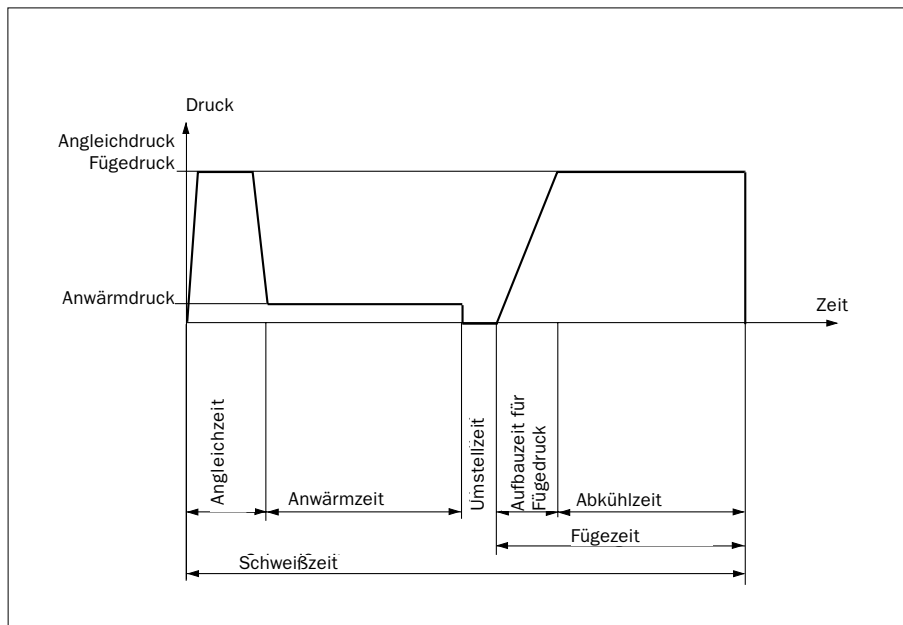 Druck
Angleichdruck
Fügedruck
Anwärmdruck
Zeit
Angleichzeit
Anwärmzeit
Umstellzeit
Aufbauzeit für
Fügedruck
Abkühlzeit
Fügezeit
Schweißzeit